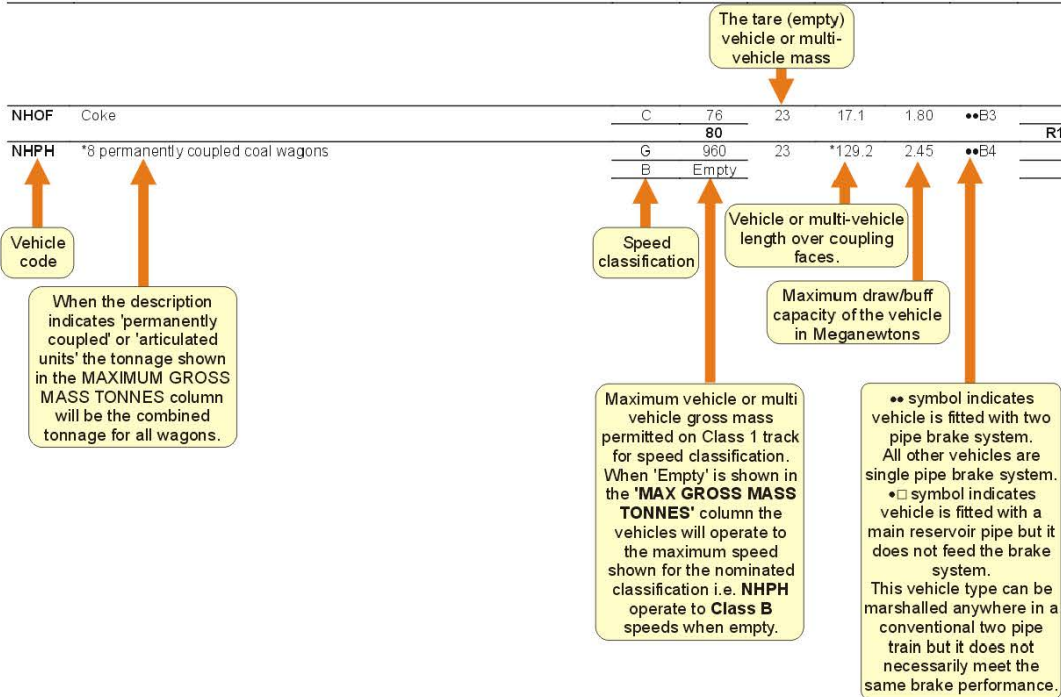 The tare (empty)
vehicle or multi-
vehicle mass
NHOF Coke C 76 23 17.1 1.80 ••B3
80 R1
NHPH *8 permanently coupled coal wagons G 960 23 *129.2 2.45 ••B4
B Empty
Vehicle
code
Speed
classification
Vehicle or multi-vehicle
length over coupling
faces.
When the description
indicates 'permanently
coupled' or 'articulated
units' the tonnage shown
in the MAXIMUM GROSS
MASS TONNES column
will be the combined
tonnage for all wagons.
Maximum draw/buff
capacity of the vehicle
in Meganewtons
Maximum vehicle or multi
vehicle gross mass
permitted on Class 1 track
for speed classification.
When 'Empty' is shown in
the 'MAX GROSS MASS
TONNES' column the
vehicles will operate to
the maximum speed
shown for the nominated
classification i.e. NHPH
operate to Class B
speeds when empty.
•• symbol indicates
vehicle is fitted with two
pipe brake system.
All other vehicles are
single pipe brake system.
•□ symbol indicates
vehicle is fitted with a
main reservoir pipe but it
does not feed the brake
system.
This vehicle type can be
marshalled anywhere in a
conventional two pipe
train but it does not
necessarily meet the
same brake performance.